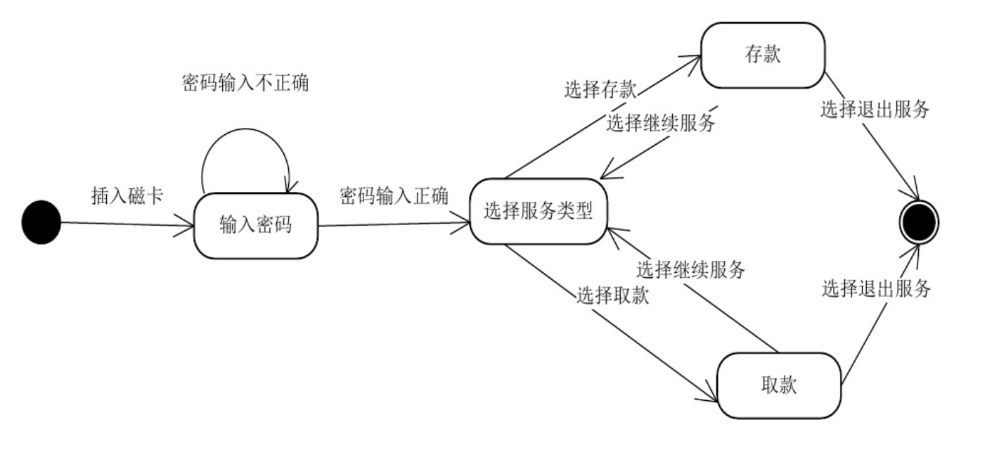 存款
密码输入不正确
选择存款
选择退出服务
选择继续服务
插入磁卡
密码输入正确
选择服务类型
输入密码
选择继续服务
选择取款
选择退出服务
取款